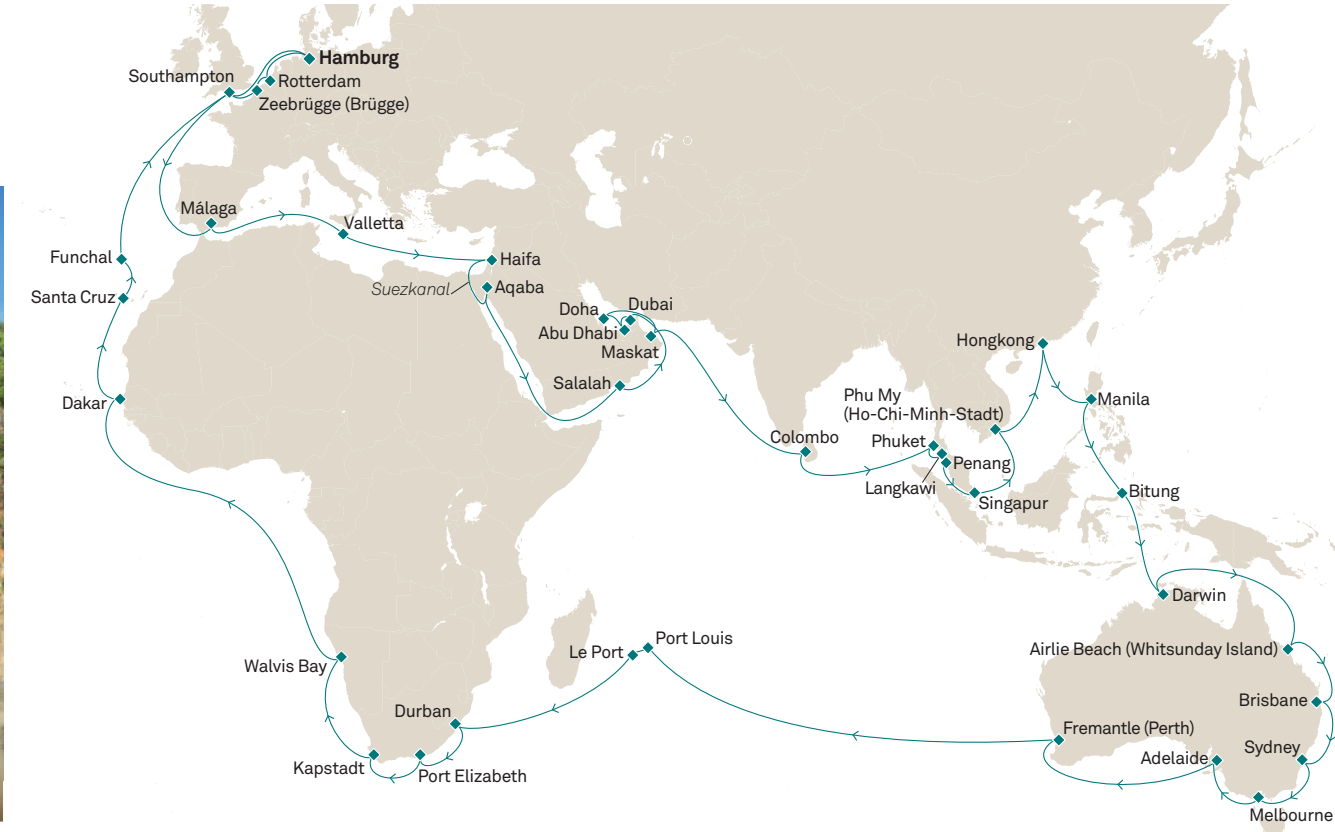 Hamburg
Southampton
Rotterdam
Zeebrügge (Brügge)
Málaga
Valletta
Funchal
Haifa
Suezkanal
Aqaba
Santa Cruz
Doha
Dubai
Abu Dhabi
Maskat
Hongkong
Salalah
Dakar
Phu My
(Ho-Chi-Minh-Stadt)
Manila
Colombo
Phuket
Penang
Langkawi
Singapur
Bitung
Darwin
Port Louis
Le Port
Airlie Beach (Whitsunday Island)
Walvis Bay
Brisbane
Durban
Fremantle (Perth)
Sydney
Adelaide
Kapstadt
Port Elizabeth
Melbourne